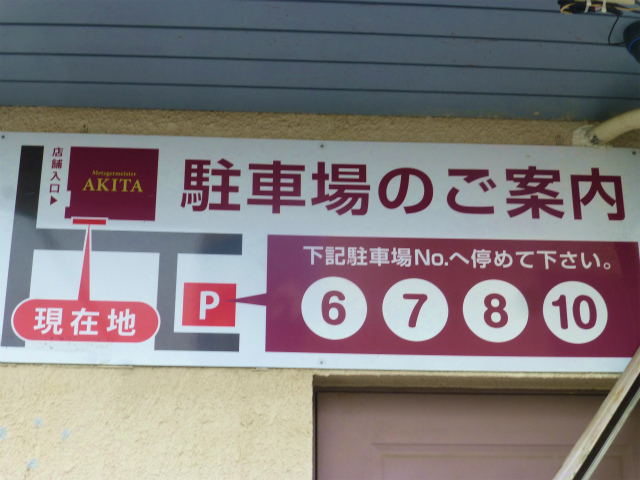 駐車場のご案内
店舗入口▶
Metzgermeister
AKITA
現在地
P
下記駐車場No.へ停めて下さい。
6 7 8 10